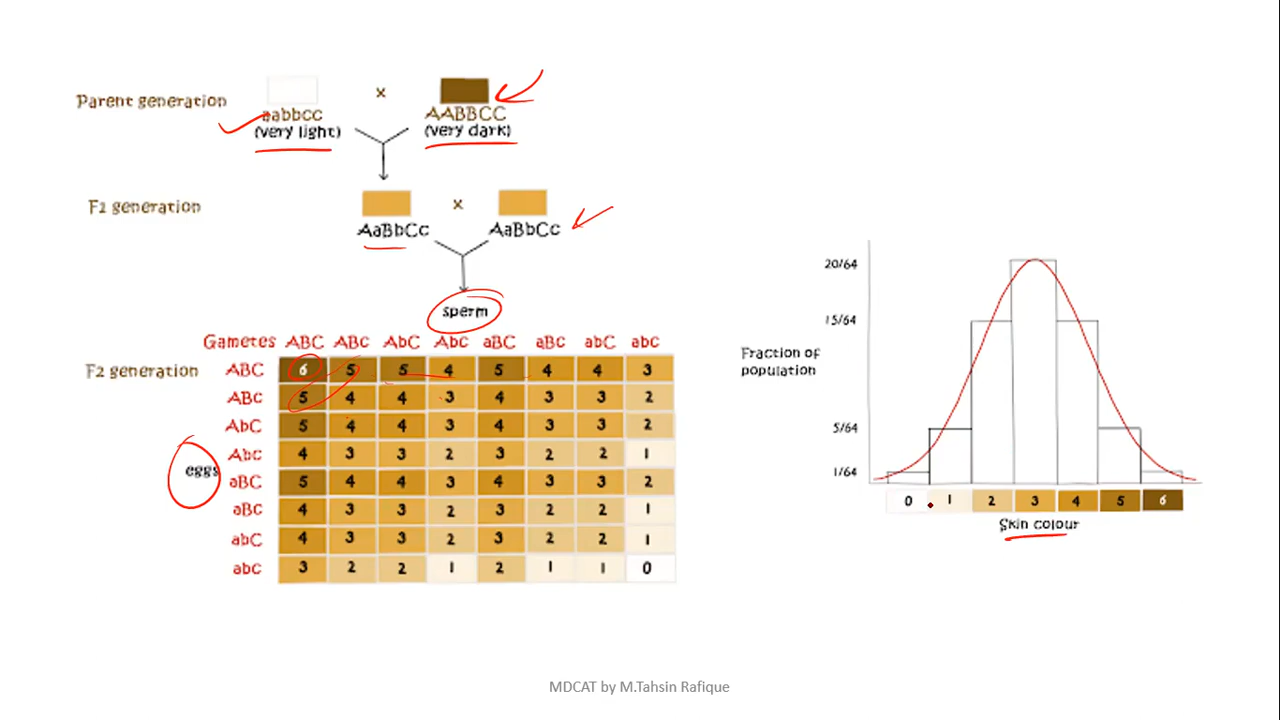 Parent generation
aabbcc
x
AABBCC
(very light)
(very dark)
F2 generation
x
AaBbCc
AaBbCc
sperm
Gametes ABC ABc AbC Abc aBC aBc abC abc
F2 generation
ABC 6 5 5 4 5 4 4 3
ABc 5 4 4 3 4 3 3 2
AbC 5 4 4 3 4 3 3 2
Abc 4 3 3 2 3 2 2 1
eggs
aBC 5 4 4 3 4 3 3 2
aBc 4 3 3 2 3 2 2 1
abC 4 3 3 2 3 2 2 1
abc 3 2 2 1 2 1 1 0
20/64
15/64
Fraction of
population
5/64
1/64
0 1 2 3 4 5 6
Skin colour
MDCAT by M.Tahsin Rafique